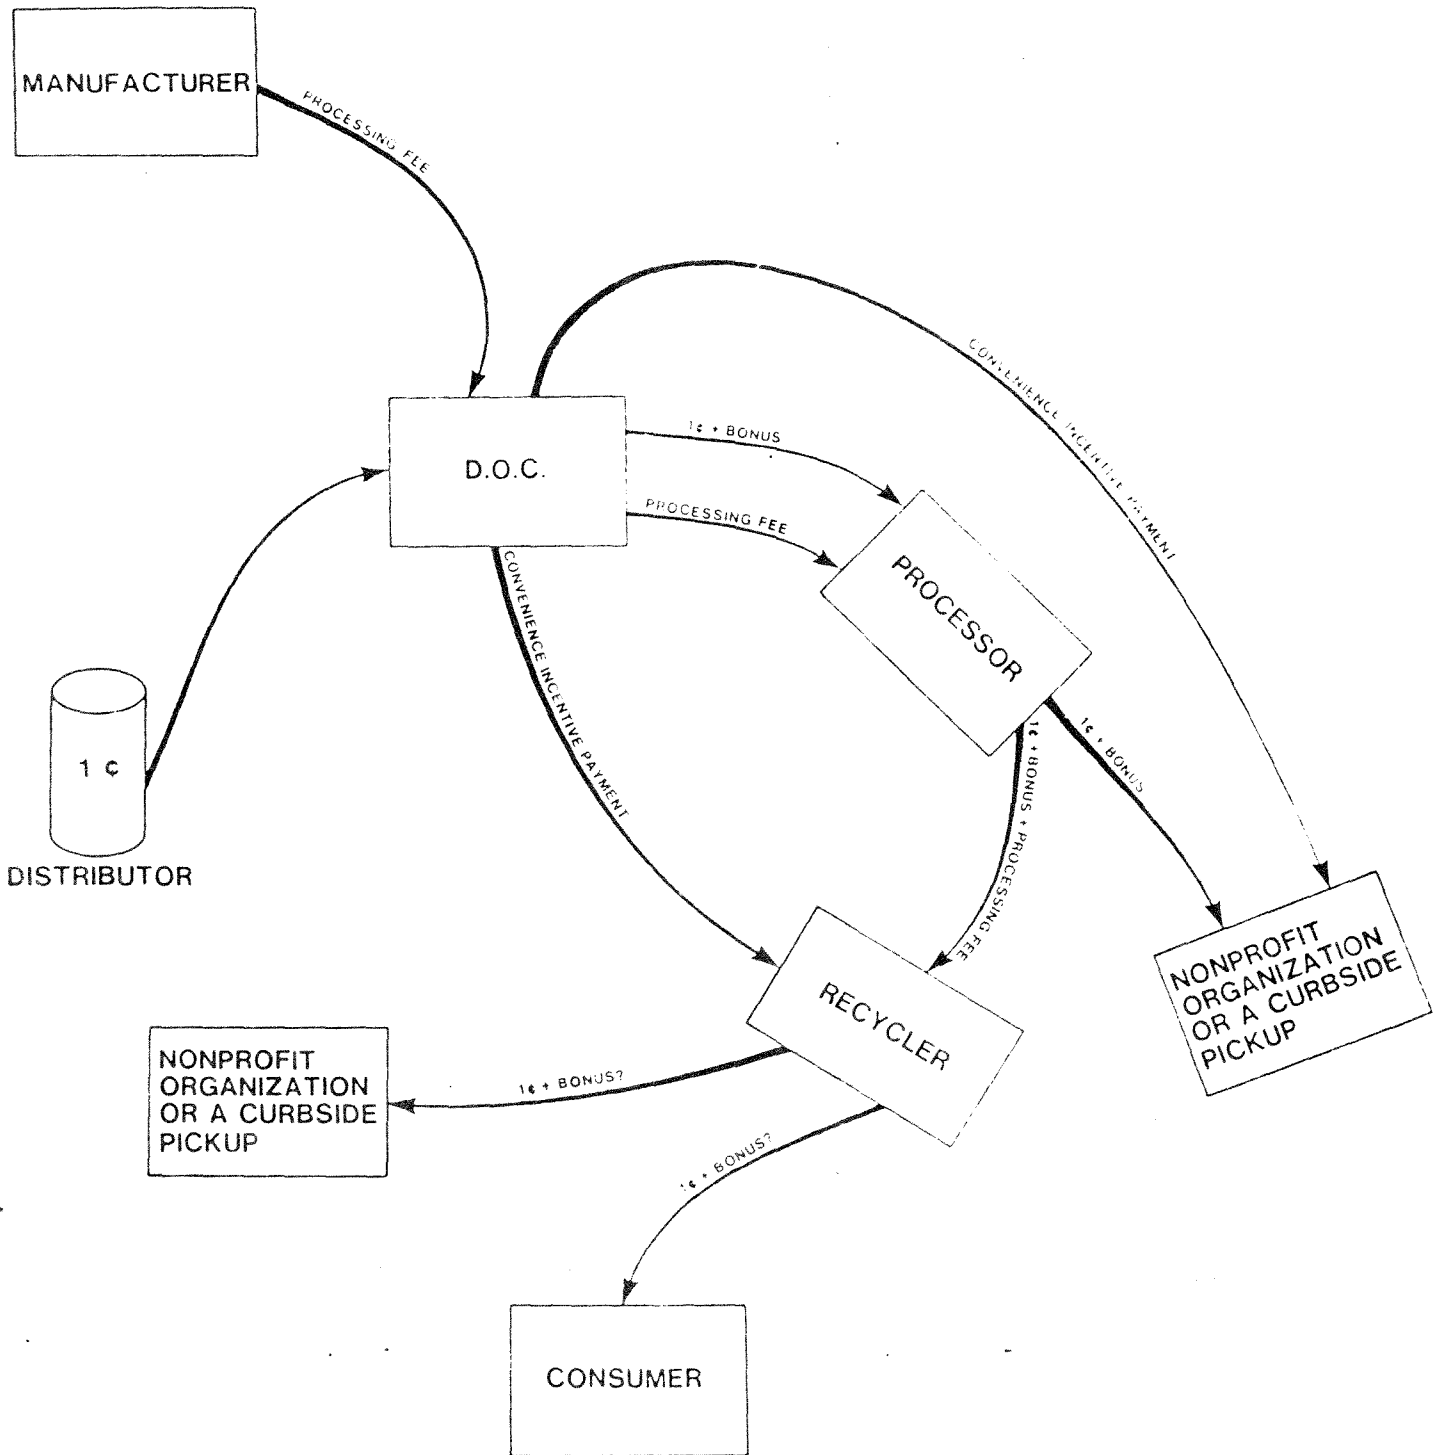 MANUFACTURER
PROCESSING FEE
CONVENIENCE INCENTIVE PAYMENT
1¢ + BONUS
D.O.C.
PROCESSING FEE
PROCESSOR
CONVENIENCE INCENTIVE PAYMENT
1¢ + BONUS
1¢ + BONUS + PROCESSING FEE
1 ¢
DISTRIBUTOR
NONPROFIT
ORGANIZATION
OR A CURBSIDE
PICKUP
RECYCLER
NONPROFIT
ORGANIZATION
OR A CURBSIDE
PICKUP
1¢ + BONUS?
1¢ + BONUS?
CONSUMER